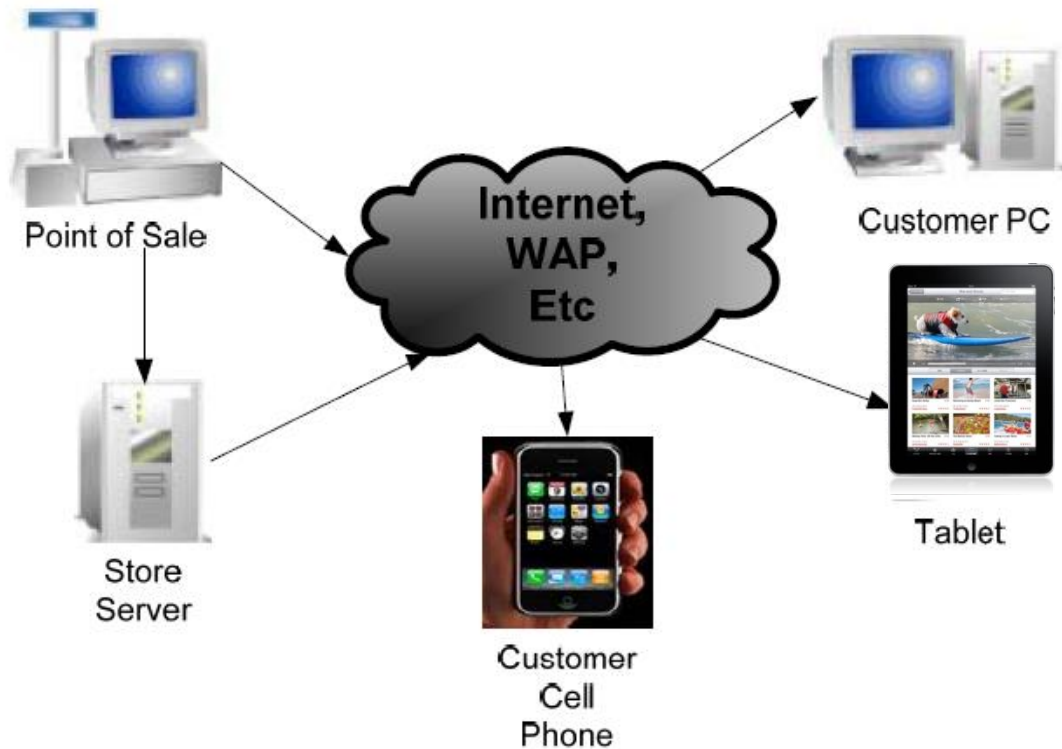 Internet,
WAP,
Etc
Point of Sale
Customer PC
Store
Server
Tablet
Customer
Cell
Phone